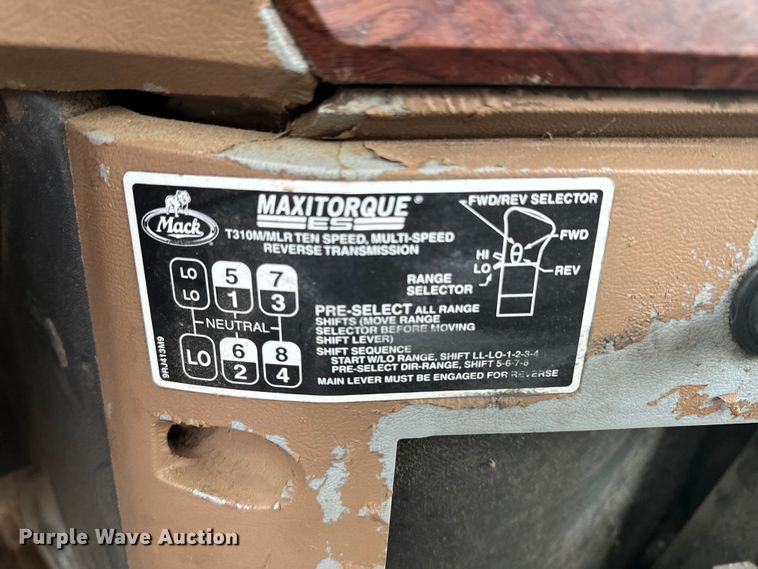 Mack
MAXITORQUE®
ES
T310M/MLR TEN SPEED, MULTI-SPEED
REVERSE TRANSMISSION
FWD/REV SELECTOR
FWD
HI
LO
REV
RANGE
SELECTOR
LO 5 7
LO 1 3
NEUTRAL
LO 6 8
2 4
PRE-SELECT ALL RANGE
SHIFTS (MOVE RANGE
SELECTOR BEFORE MOVING
SHIFT LEVER)
SHIFT SEQUENCE
START W/LO RANGE, SHIFT LL-LO-1-2-3-4
PRE-SELECT DIR-RANGE, SHIFT 5-6-7-8
MAIN LEVER MUST BE ENGAGED FOR REVERSE
9RJ413M9
Purple Wave Auction